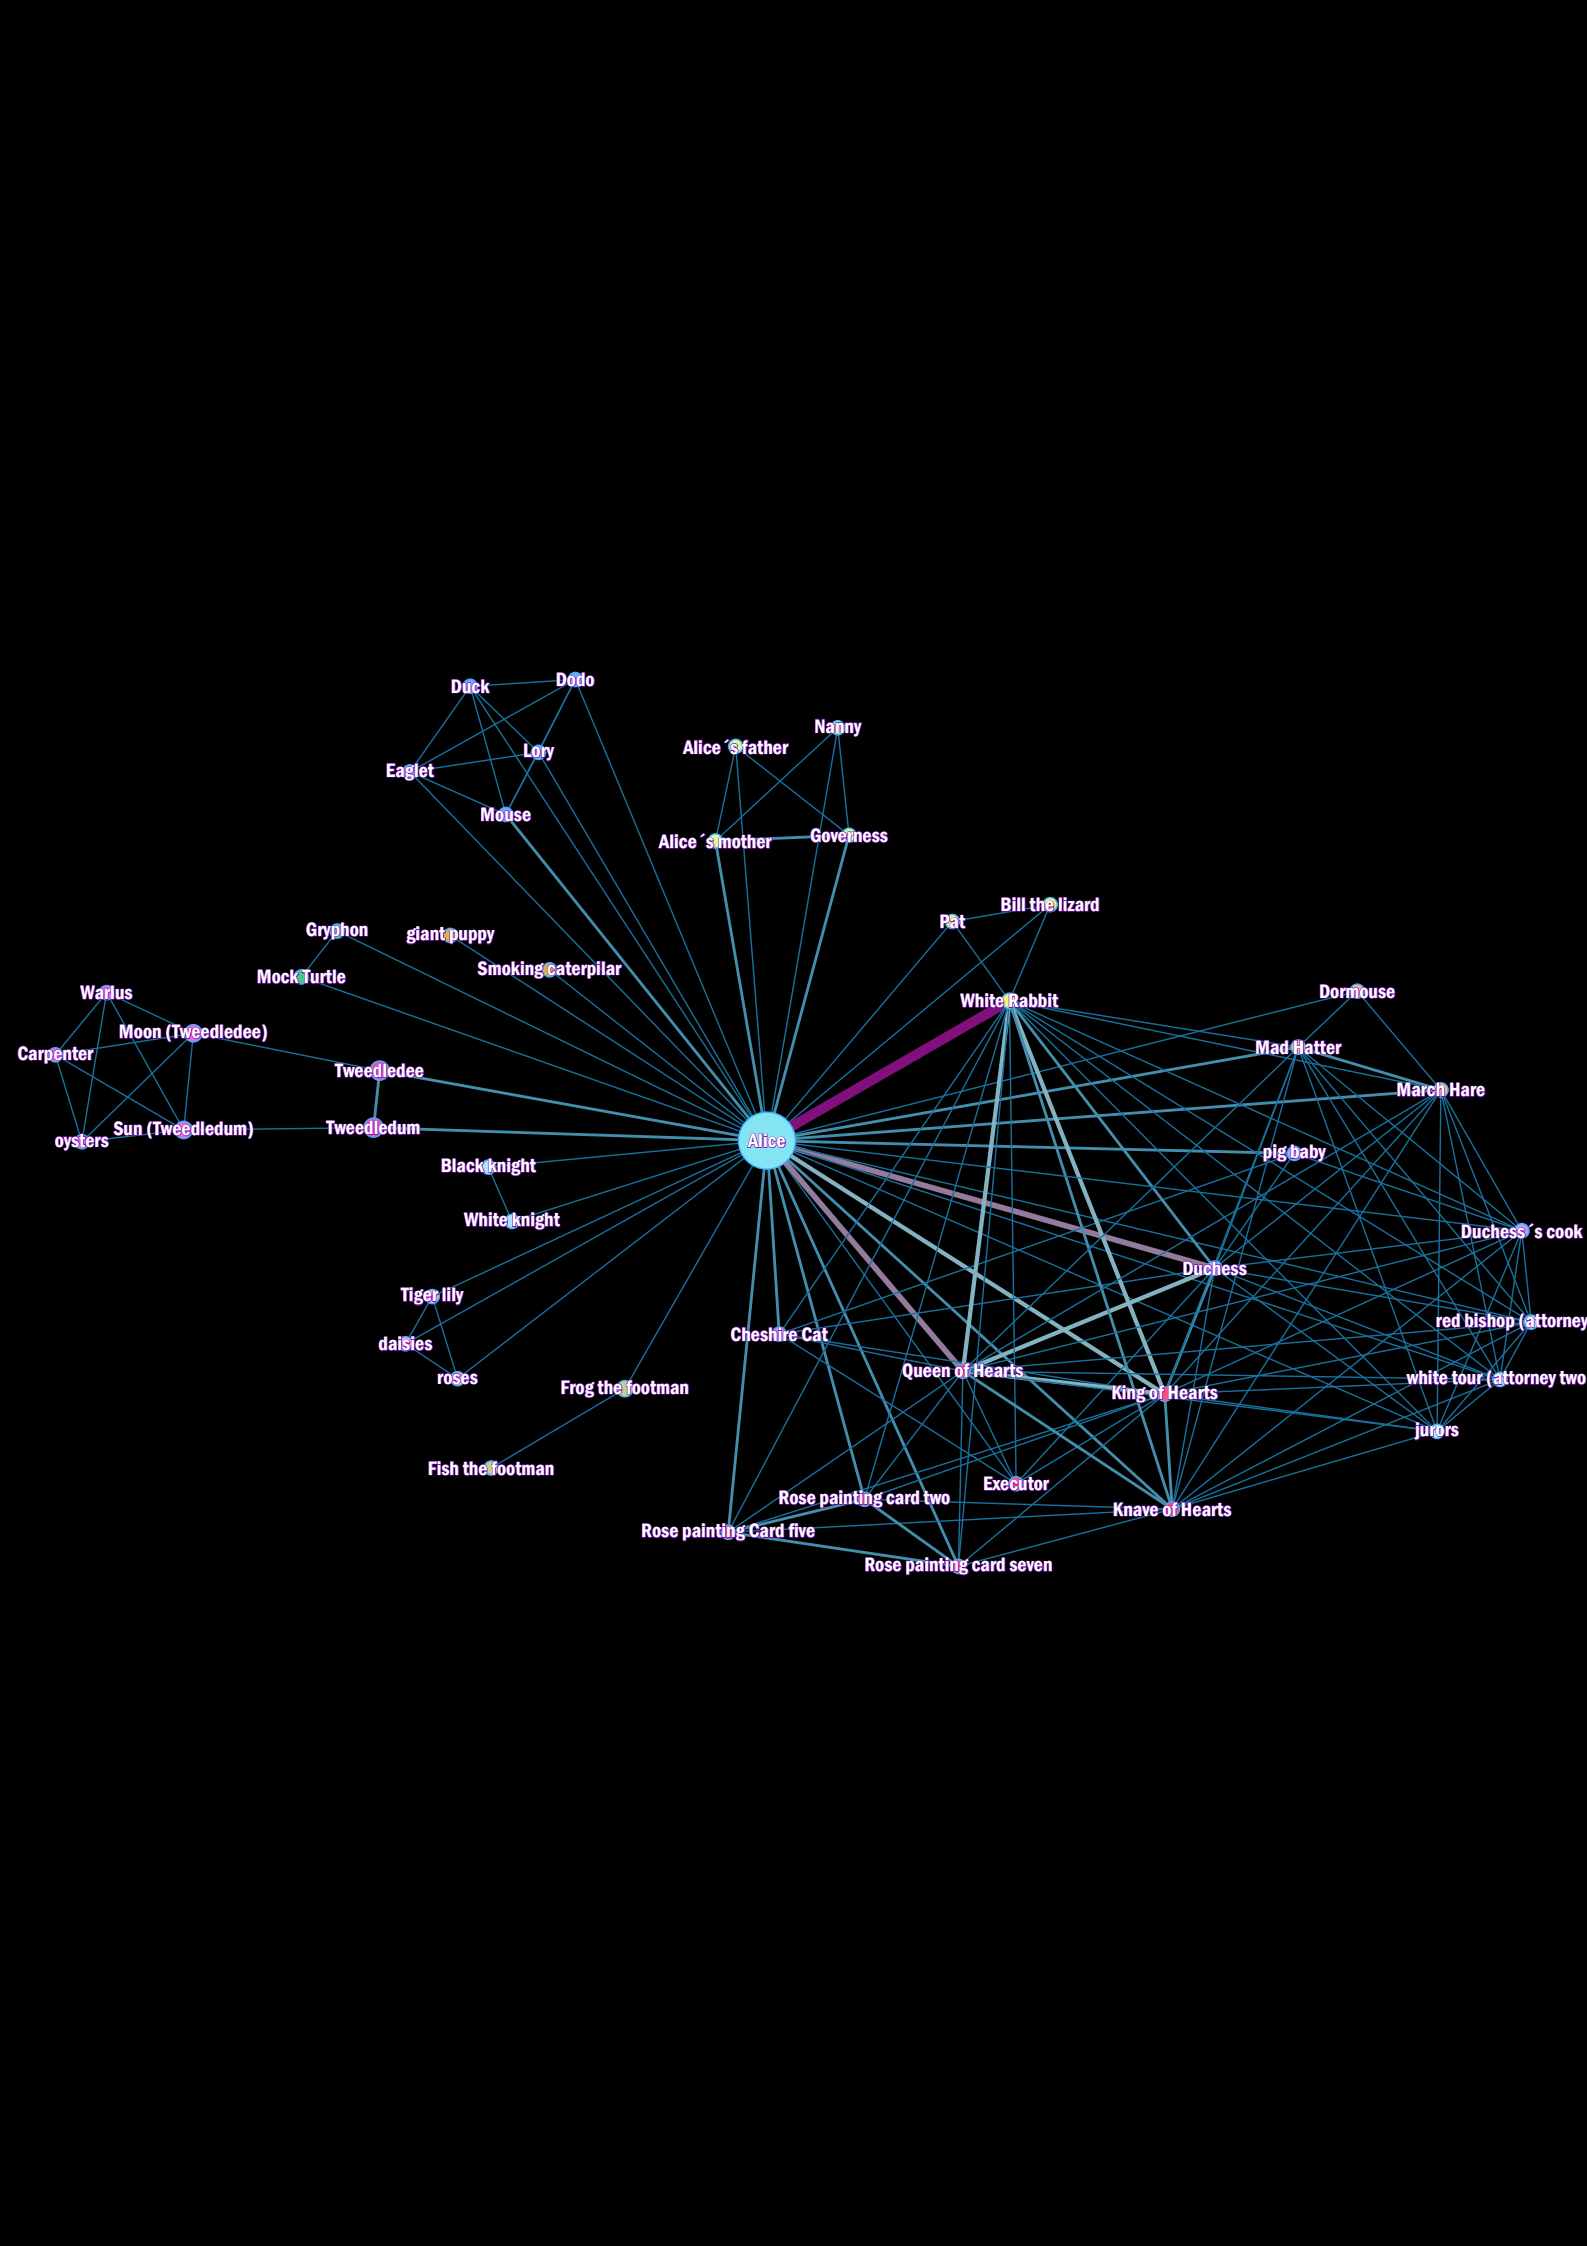 Duck
Dodo
Nanny
Alice´s father
Lory
Eaglet
Mouse
Alice´s mother
Governess
Bill the lizard
Pat
Gryphon
giant puppy
Smoking caterpilar
Mock Turtle
Warlus
White Rabbit
Dormouse
Moon (Tweedledee)
Carpenter
Mad Hatter
Tweedledee
March Hare
Sun (Tweedledum)
Tweedledum
oysters
Alice
pig baby
Black knight
White knight
Duchess´s cook
Duchess
Tiger lily
red bishop (attorney
Cheshire Cat
daisies
Queen of Hearts
roses
white tour (attorney two
Frog the footman
King of Hearts
jurors
Fish the footman
Executor
Rose painting card two
Knave of Hearts
Rose painting Card five
Rose painting card seven